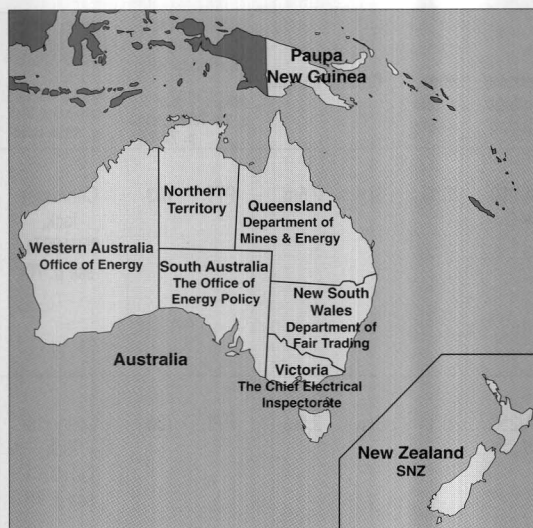 Paupa
New Guinea
Northern
Territory
Queensland
Department of
Mines & Energy
Western Australia
Office of Energy
South Australia
The Office of
Energy Policy
New South
Wales
Department of
Fair Trading
Australia
Victoria
The Chief Electrical
Inspectorate
New Zealand
SNZ